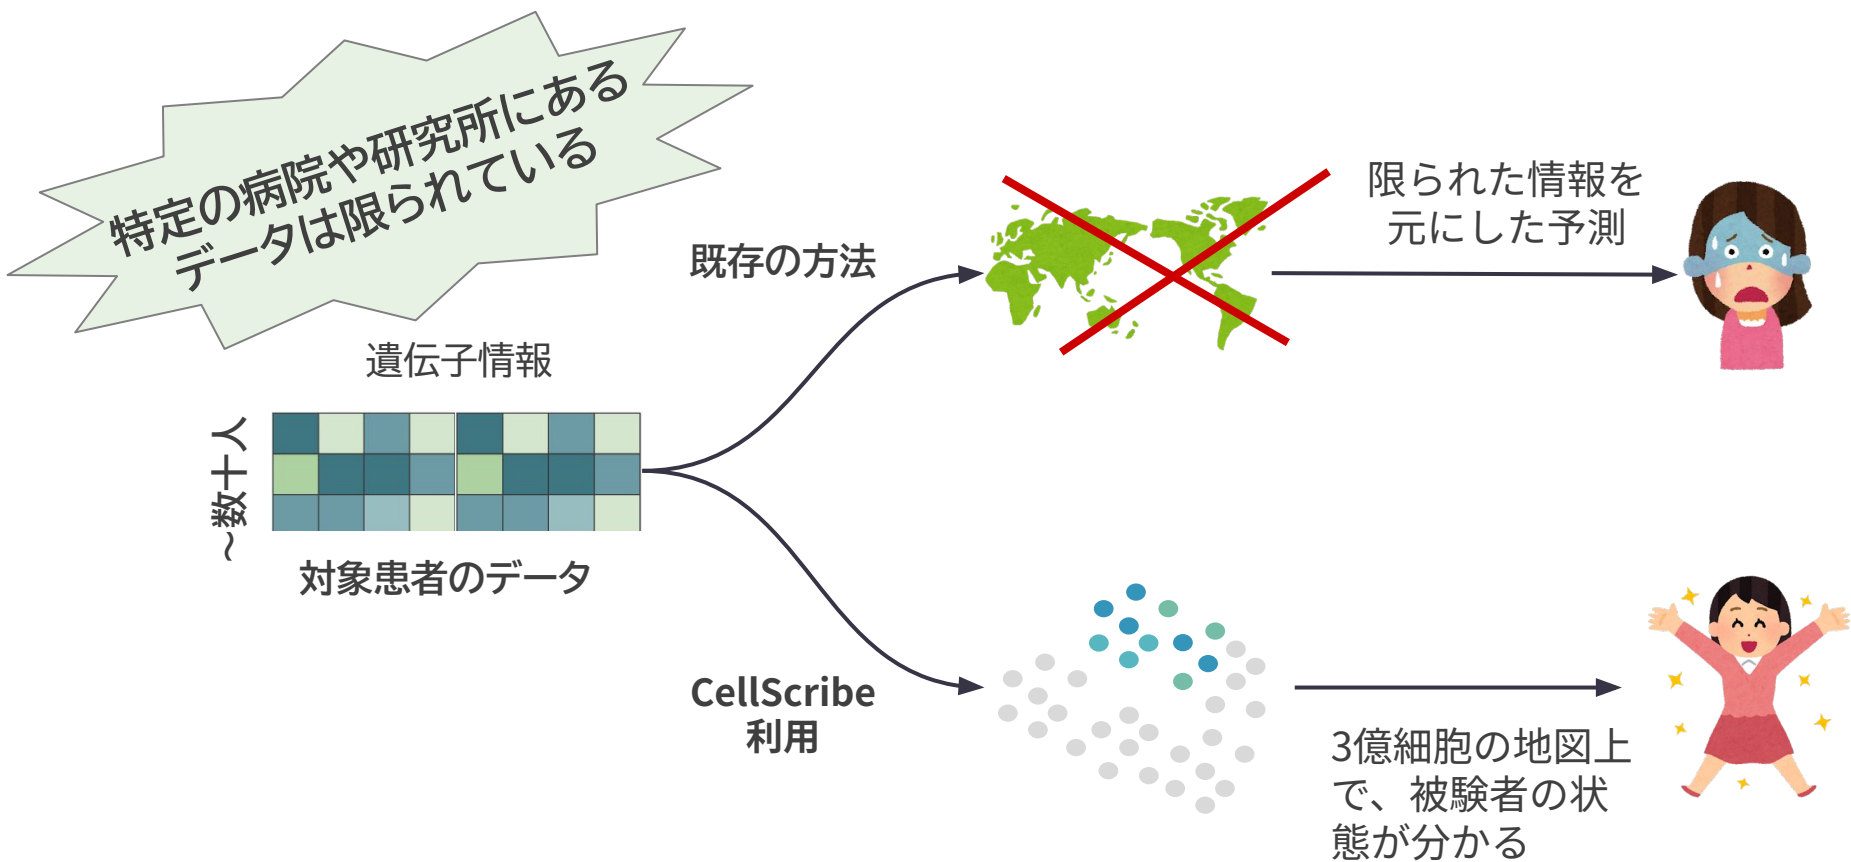 特定の病院や研究所にある
データは限られている
遺伝子情報
~数十人
対象患者のデータ
既存の方法
限られた情報を
元にした予測
CellScribe
利用
3億細胞の地図上
で、被験者の状
態が分かる